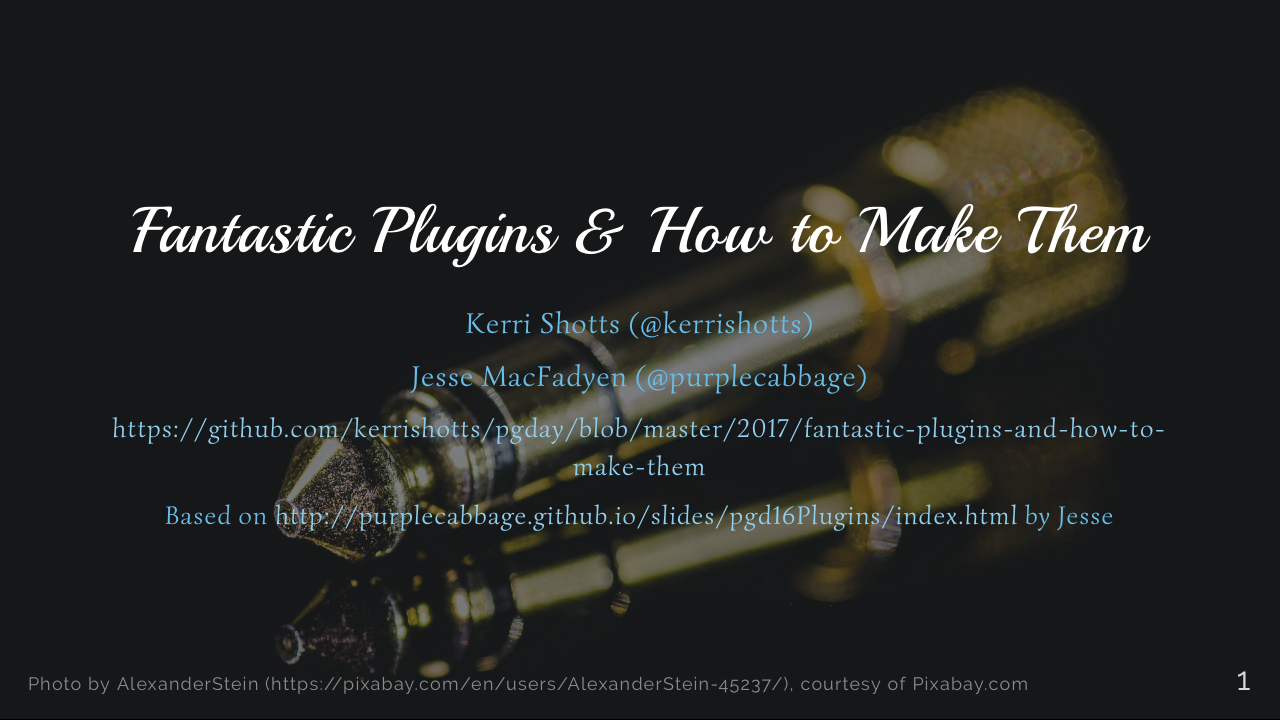 Fantastic Plugins & How to Make Them
Kerri Shotts (@kerrishotts)
Jesse MacFadyen (@purplecabbage)
https://github.com/kerrishotts/pgday/blob/master/2017/fantastic-plugins-and-how-to-
make-them
Based on http://purplecabbage.github.io/slides/pgd16Plugins/index.html by Jesse
Photo by AlexanderStein (https://pixabay.com/en/users/AlexanderStein-45237/), courtesy of Pixabay.com
1